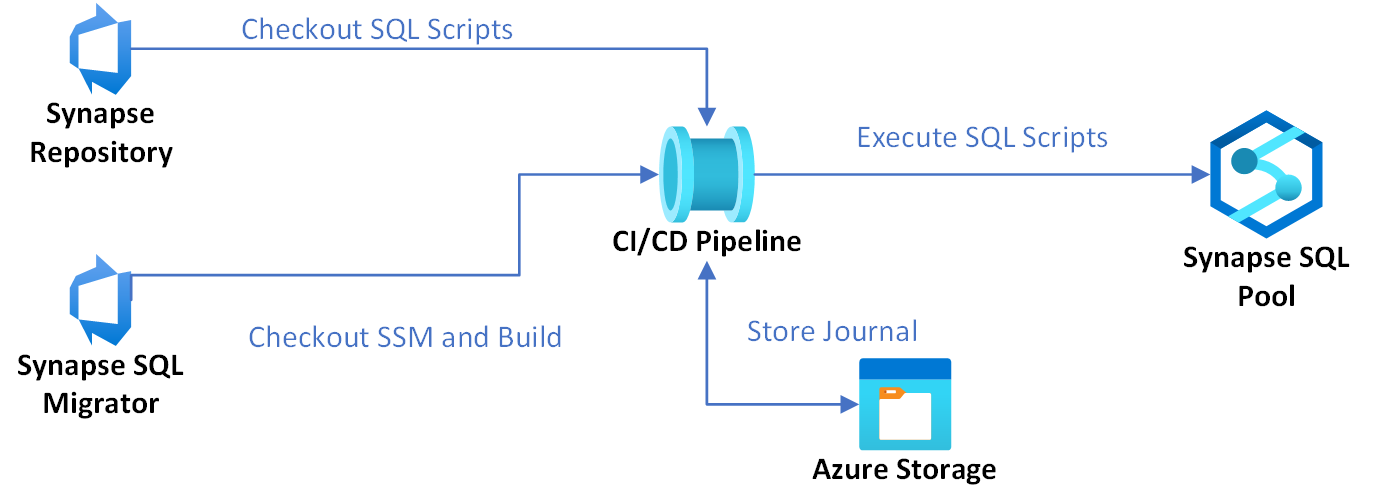 Checkout SQL Scripts
Synapse
Repository
Execute SQL Scripts
CI/CD Pipeline
Synapse SQL
Pool
Checkout SSM and Build
Store Journal
Synapse SQL
Migrator
Azure Storage